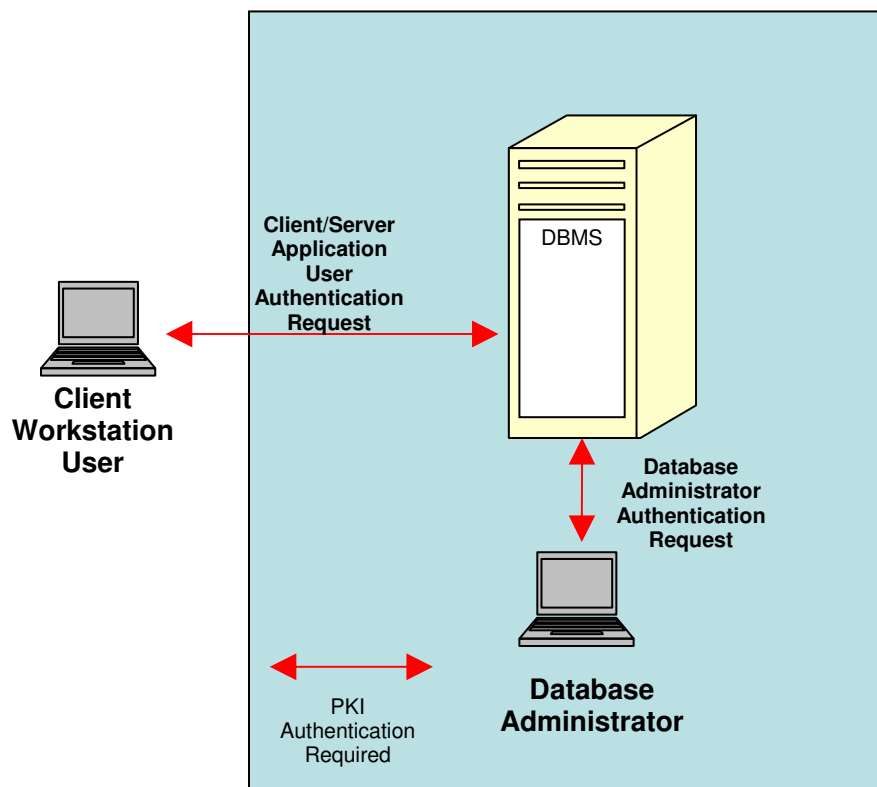 Client/Server
Application
User
Authentication
Request
DBMS
Client
Workstation
User
Database
Administrator
Authentication
Request
Database
Administrator
PKI
Authentication
Required